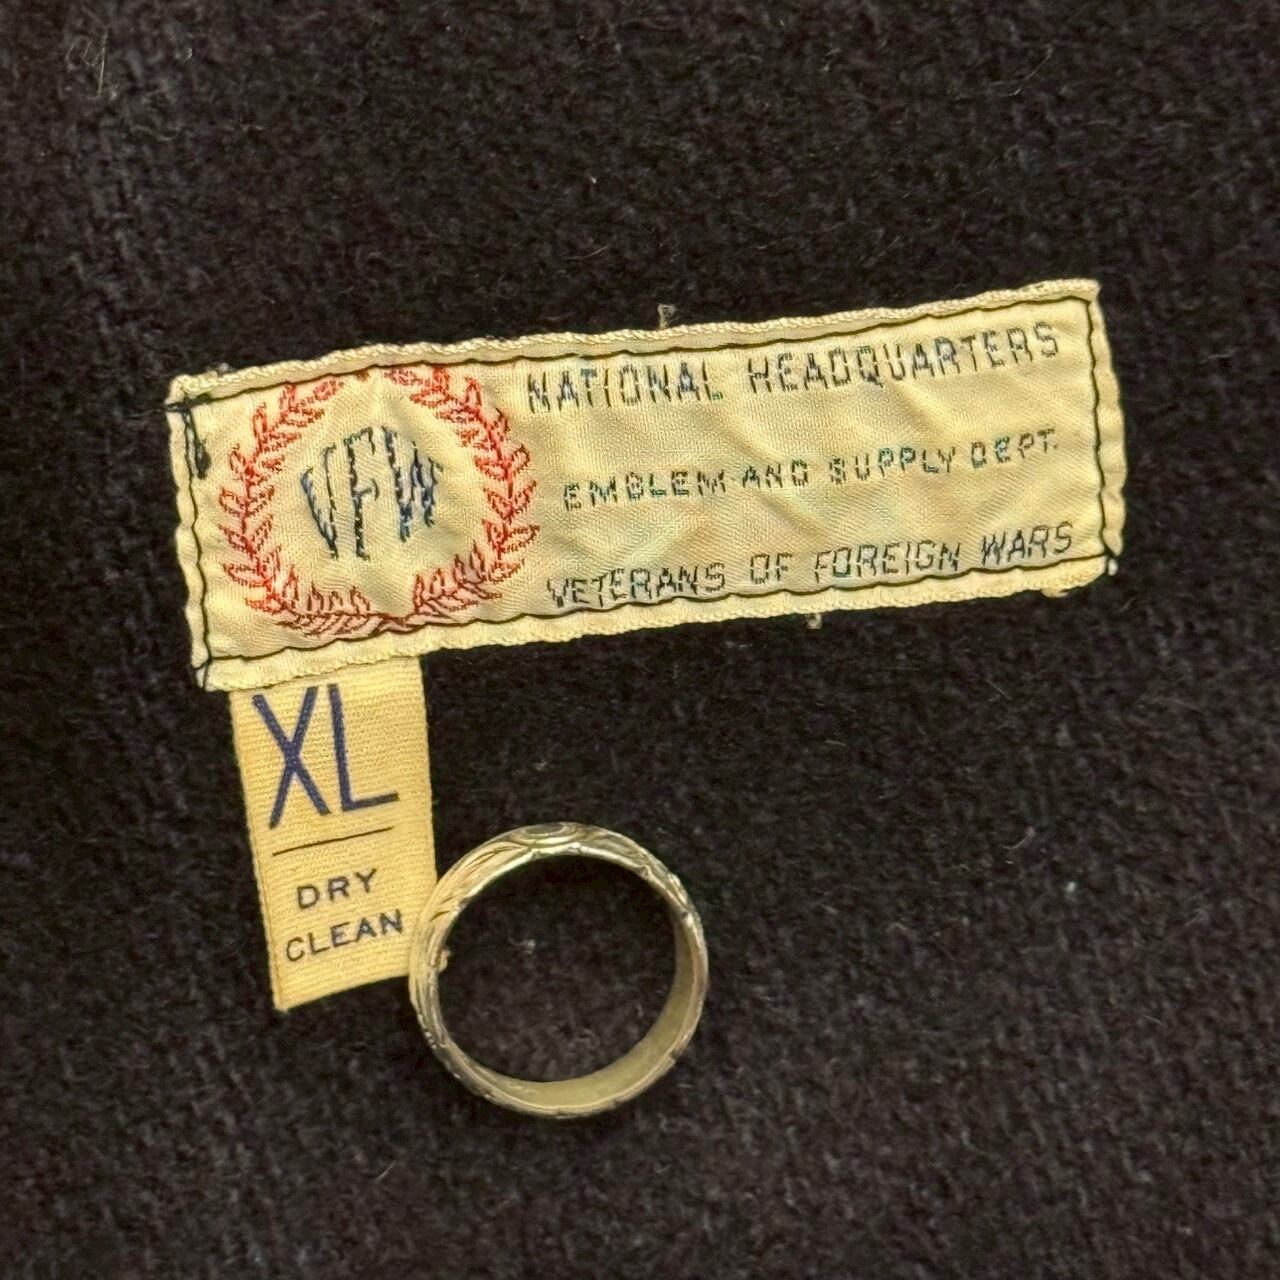 VFW
NATIONAL HEADQUARTERS
EMBLEM AND SUPPLY DEPT.
VETERANS OF FOREIGN WARS
XL
DRY
CLEAN